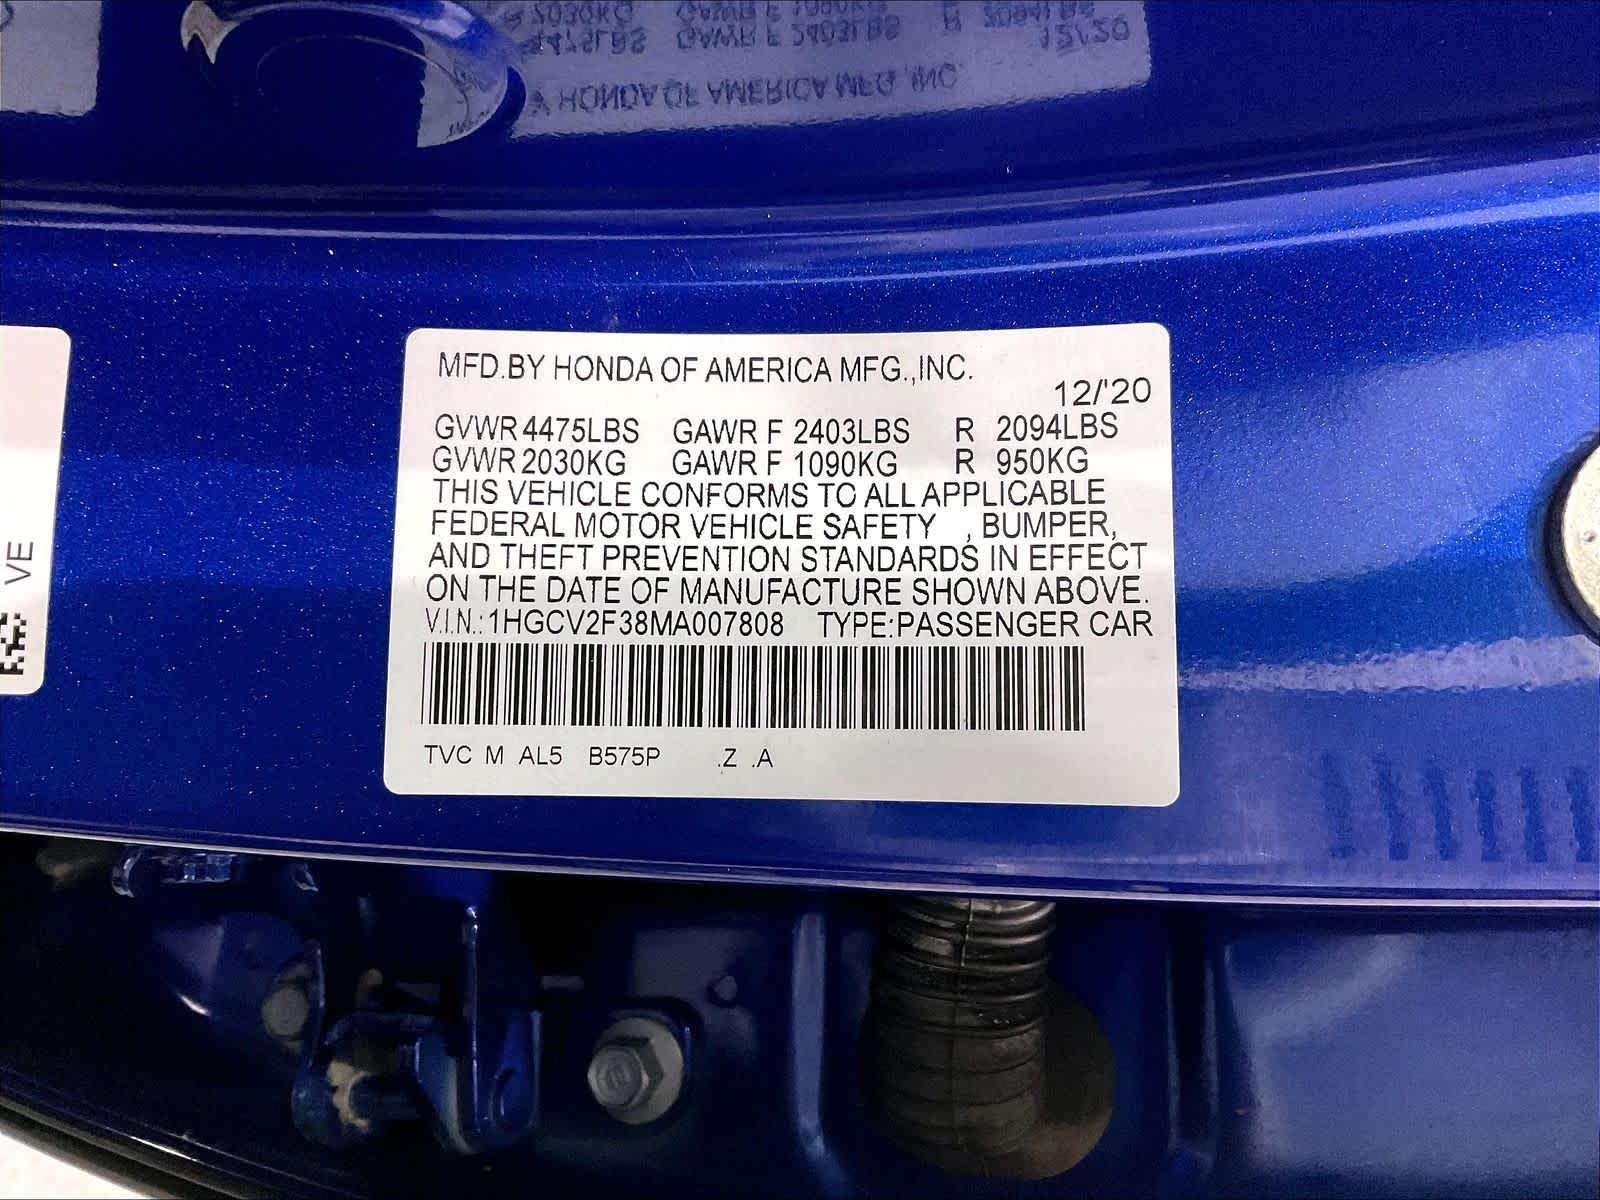 MFD.BY HONDA OF AMERICA MFG.,INC.
12/'20
GVWR 4475LBS GAWR F 2403LBS R 2094LBS
GVWR 2030KG GAWR F 1090KG R 950KG
THIS VEHICLE CONFORMS TO ALL APPLICABLE
FEDERAL MOTOR VEHICLE SAFETY , BUMPER,
AND THEFT PREVENTION STANDARDS IN EFFECT
ON THE DATE OF MANUFACTURE SHOWN ABOVE.
V.I.N.: 1HGCV2F38MA007808 TYPE:PASSENGER CAR
TVC M AL5 B575P .Z .A
VE